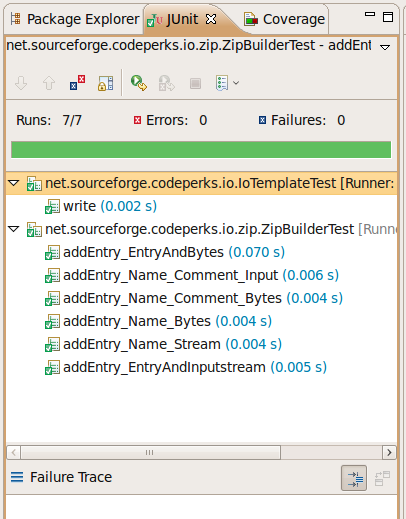 Package Explorer JUnit Coverage
net.sourceforge.codeperks.io.zip.ZipBuilderTest - addEnt
Runs: 7/7 Errors: 0 Failures: 0
net.sourceforge.codeperks.io.IoTemplateTest [Runner:
write (0.002 s)
net.sourceforge.codeperks.io.zip.ZipBuilderTest [Runn
addEntry_EntryAndBytes (0.070 s)
addEntry_Name_Comment_Input (0.006 s)
addEntry_Name_Comment_Bytes (0.004 s)
addEntry_Name_Bytes (0.004 s)
addEntry_Name_Stream (0.004 s)
addEntry_EntryAndInputstream (0.005 s)
Failure Trace